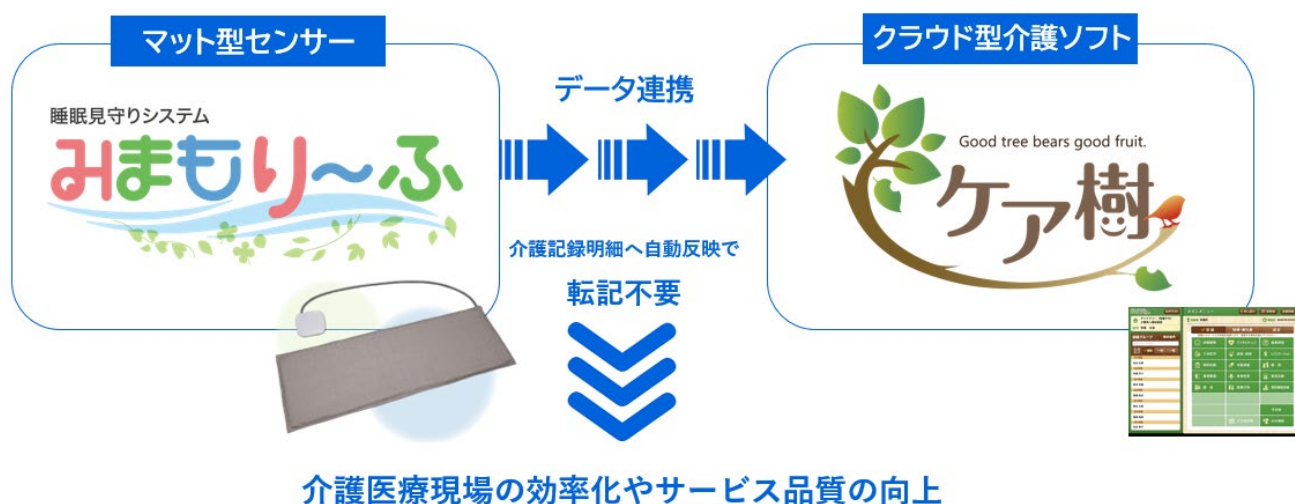 マット型センサー
睡眠見守りシステム
みまもり～ふ
データ連携
介護記録明細へ自動反映で
転記不要
クラウド型介護ソフト
Good tree bears good fruit.
ケア樹
介護医療現場の効率化やサービス品質の向上